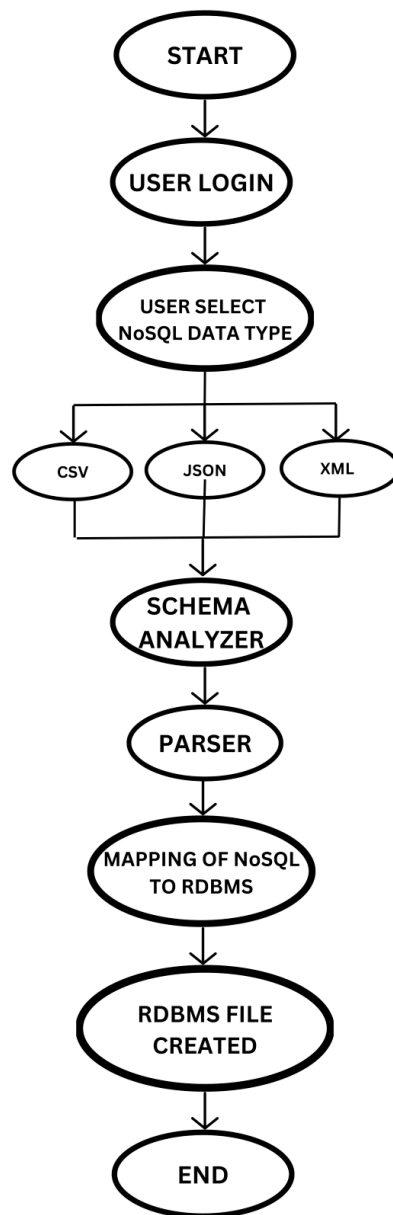 START
USER LOGIN
USER SELECT
NoSQL DATA TYPE
CSV
JSON
XML
SCHEMA
ANALYZER
PARSER
MAPPING OF NoSQL
TO RDBMS
RDBMS FILE
CREATED
END